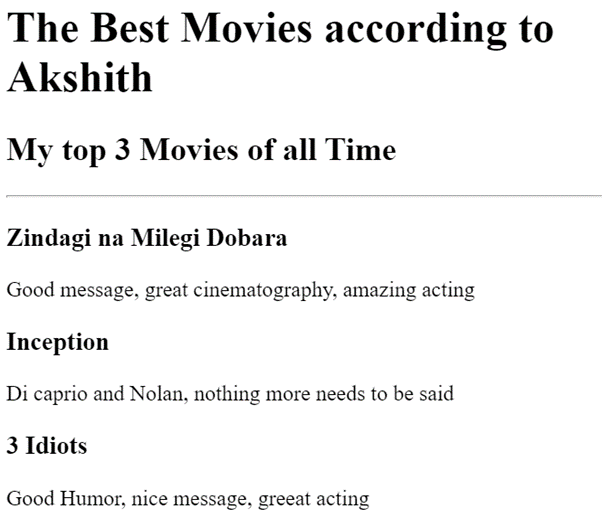 The Best Movies according to
Akshith
My top 3 Movies of all Time
Zindagi na Milegi Dobara
Good message, great cinematography, amazing acting
Inception
Di caprio and Nolan, nothing more needs to be said
3 Idiots
Good Humor, nice message, greeat acting